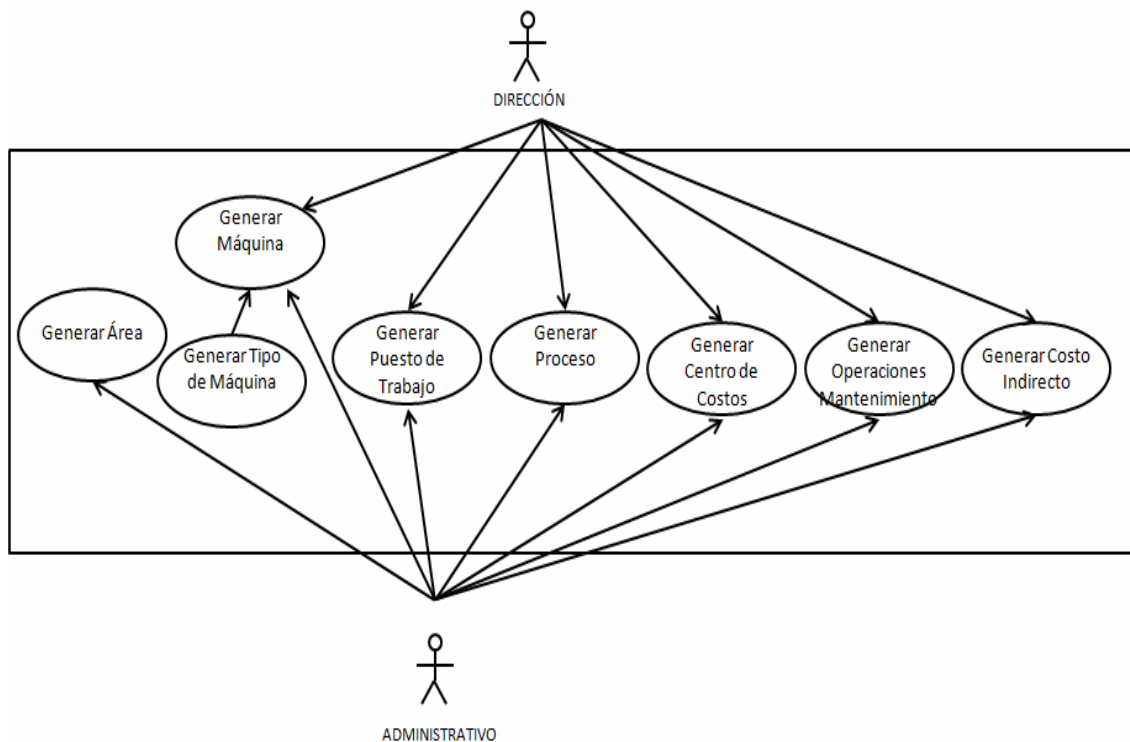 DIRECCIÓN
Generar
Máquina
Generar Área
Generar Tipo
de Máquina
Generar
Puesto de
Trabajo
Generar
Proceso
Generar
Centro de
Costos
Generar
Operaciones
Mantenimiento
Generar Costo
Indirecto
ADMINISTRATIVO